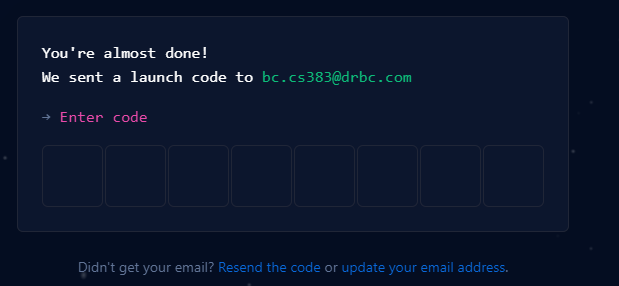 You're almost done!
We sent a launch code to bc.cs383@drbc.com
→ Enter code
Didn't get your email? Resend the code or update your email address.